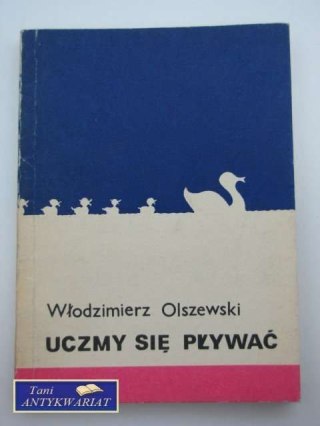 Włodzimierz Olszewski
UCZMY SIĘ PŁYWAĆ
Tani
ANTYKWARIAT